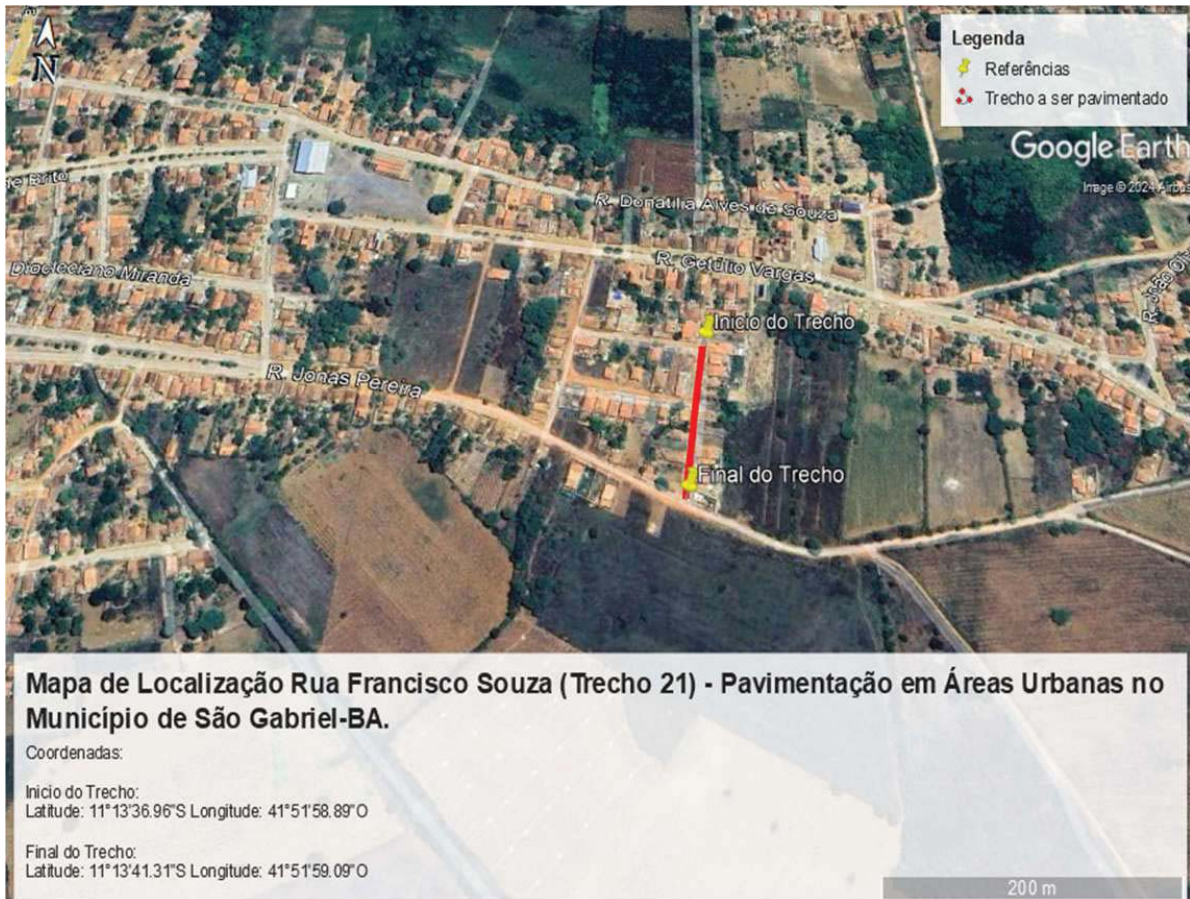 N
Legenda
Referências
Trecho a ser pavimentado
Google Earth
Image © 2024 Airbus
de Brito
R. Donatilia Alves de Souza
R. Getúlio Vargas
Diocleciano Miranda
Inicio do Trecho
R. Jonas Pereira
Final do Trecho
Mapa de Localização Rua Francisco Souza (Trecho 21) - Pavimentação em Áreas Urbanas no
Município de São Gabriel-BA.
Coordenadas:
Inicio do Trecho:
Latitude: 11°13'36.96"S Longitude: 41°51'58.89"O
Final do Trecho:
Latitude: 11°13'41.31"S Longitude: 41°51'59.09"O
200 m